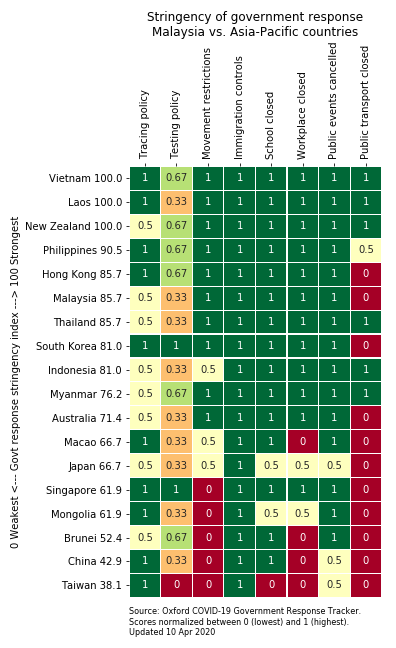 Stringency of government response
Malaysia vs. Asia-Pacific countries
Tracing policy
Testing policy
Movement restrictions
Immigration controls
School closed
Workplace closed
Public events cancelled
Public transport closed
0 Weakest <--- Govt response stringency index ---> 100 Strongest
Vietnam 100.0 1 0.67 1 1 1 1 1 1
Laos 100.0 1 0.33 1 1 1 1 1 1
New Zealand 100.0 0.5 0.67 1 1 1 1 1 1
Philippines 90.5 1 0.67 1 1 1 1 1 0.5
Hong Kong 85.7 1 0.67 1 1 1 1 1 0
Malaysia 85.7 0.5 0.33 1 1 1 1 1 0
Thailand 85.7 0.5 0.33 1 1 1 1 1 1
South Korea 81.0 1 1 1 1 1 1 1 0
Indonesia 81.0 0.5 0.33 0.5 1 1 1 1 1
Myanmar 76.2 0.5 0.67 1 1 1 1 1 1
Australia 71.4 0.5 0.33 1 1 1 1 1 0
Macao 66.7 1 0.33 0.5 1 1 0 1 0
Japan 66.7 0.5 0.33 0.5 1 0.5 0.5 0.5 0
Singapore 61.9 1 1 0 1 1 1 1 0
Mongolia 61.9 1 0.33 0 1 0.5 0.5 1 0
Brunei 52.4 0.5 0.67 0 1 1 0 1 0
China 42.9 1 0.33 0 1 1 0 0.5 0
Taiwan 38.1 1 0 0 1 0 0 0.5 0
Source: Oxford COVID-19 Government Response Tracker.
Scores normalized between 0 (lowest) and 1 (highest).
Updated 10 Apr 2020